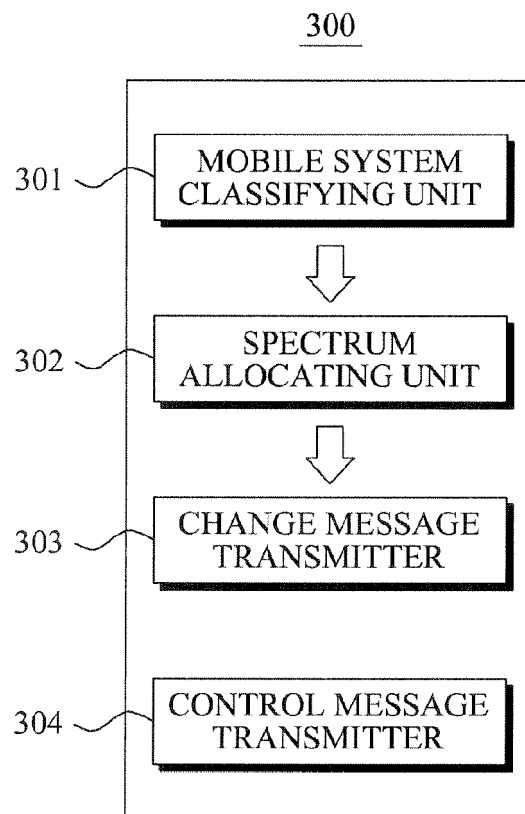 300
301
MOBILE SYSTEM
CLASSIFYING UNIT
302
SPECTRUM
ALLOCATING UNIT
303
CHANGE MESSAGE
TRANSMITTER
304
CONTROL MESSAGE
TRANSMITTER